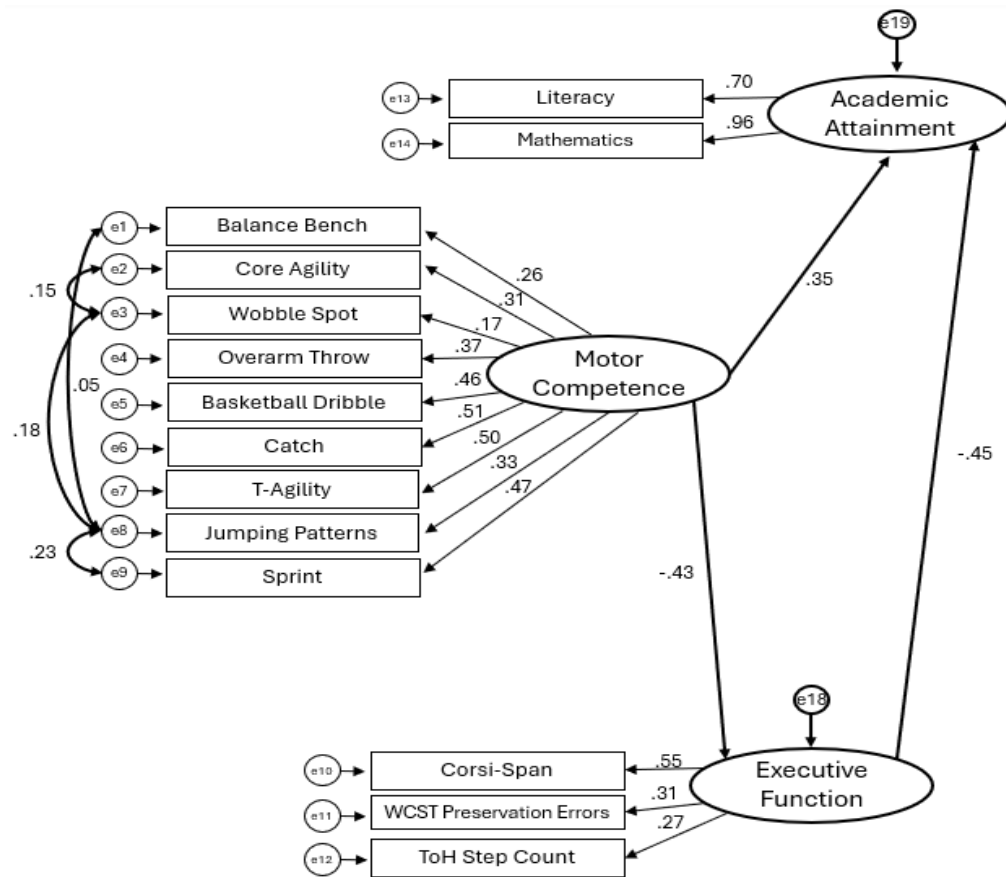 e19
.70
e13
Literacy
Academic
Attainment
.96
e14
Mathematics
e1
Balance Bench
e2
Core Agility
.26
.15
.31
.35
e3
Wobble Spot
.17
e4
Overarm Throw
.37
Motor
Competence
.05
.46
e5
Basketball Dribble
.18
.51
e6
Catch
.50
-.45
e7
T-Agility
.33
.47
e8
Jumping Patterns
.23
e9
Sprint
-.43
e18
.55
e10
Corsi-Span
Executive
Function
.31
e11
WCST Preservation Errors
.27
e12
ToH Step Count